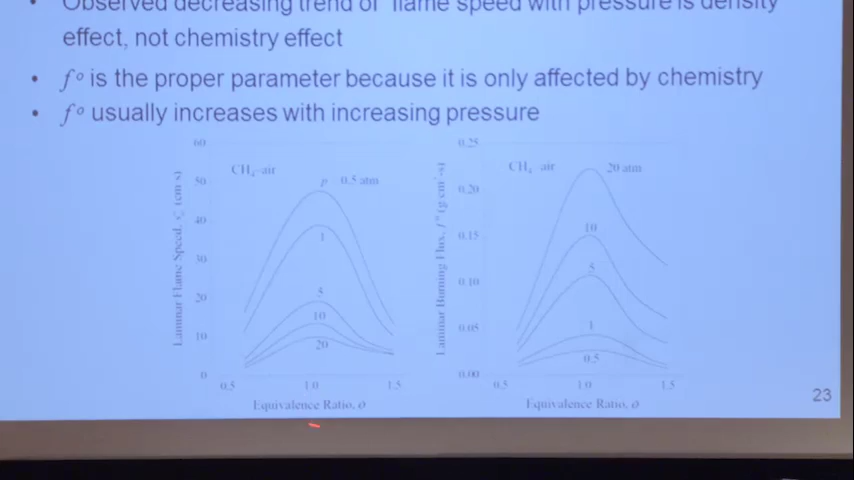 Observed decreasing trend of flame speed with pressure is density
effect, not chemistry effect
• f° is the proper parameter because it is only affected by chemistry
• f° usually increases with increasing pressure
60
50
40
30
20
10
0
Laminar Flame Speed, (cm/s)
CH4–air
p 0.5 atm
1
5
10
20
0.5 1.0 1.5
Equivalence Ratio, ϕ
0.25
0.20
0.15
0.10
0.05
0.00
Laminar Burning Flux, f° (g/cm²-s)
CH4–air
20 atm
10
5
1
0.5
0.5 1.0 1.5
Equivalence Ratio, ϕ
23